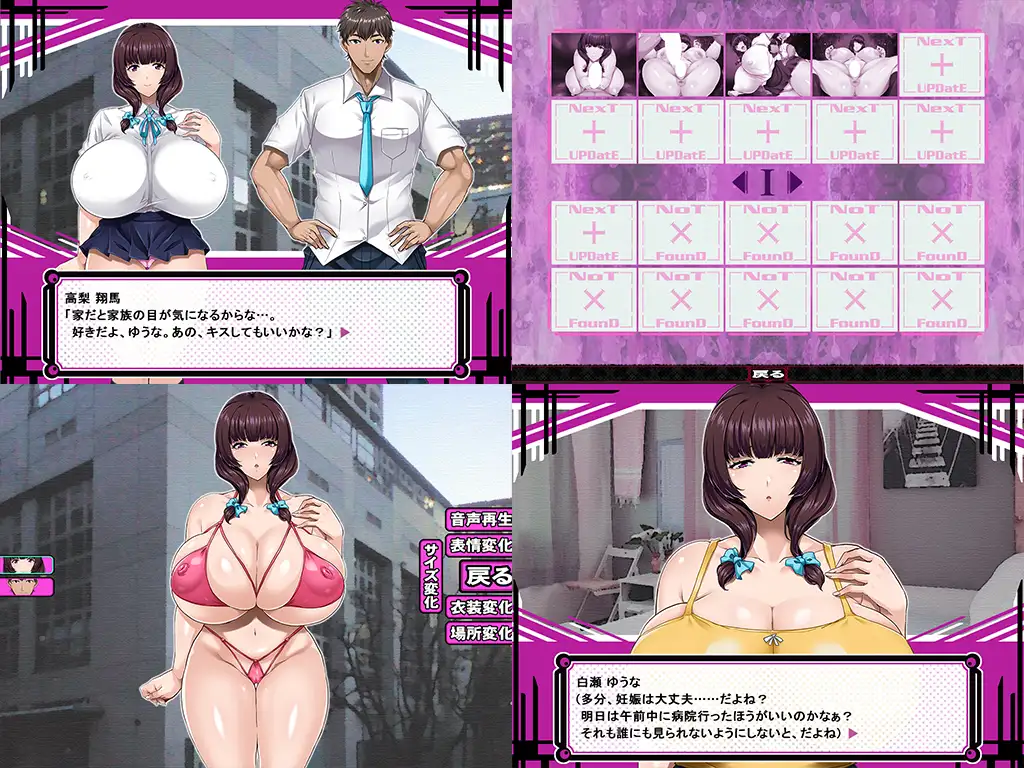 高梨 翔馬
「家だと家族の目が気になるからな…。
好きだよ、ゆうな。あの、キスしてもいいかな？」
NexT
UPDatE
NexT
NexT
NexT
NexT
NexT
UPDatE
UPDatE
UPDatE
UPDatE
UPDatE
I
NexT
NoT
NoT
NoT
NoT
UPDatE
FounD
FounD
FounD
FounD
NoT
NoT
NoT
NoT
NoT
FounD
FounD
FounD
FounD
FounD
戻る
音声再生
表情変化
サイズ変化
戻る
衣装変化
場所変化
白瀬 ゆうな
（多分、妊娠は大丈夫……だよね？
明日は午前中に病院行ったほうがいいのかなぁ？
それも誰にも見られないようにしないと、だよね）